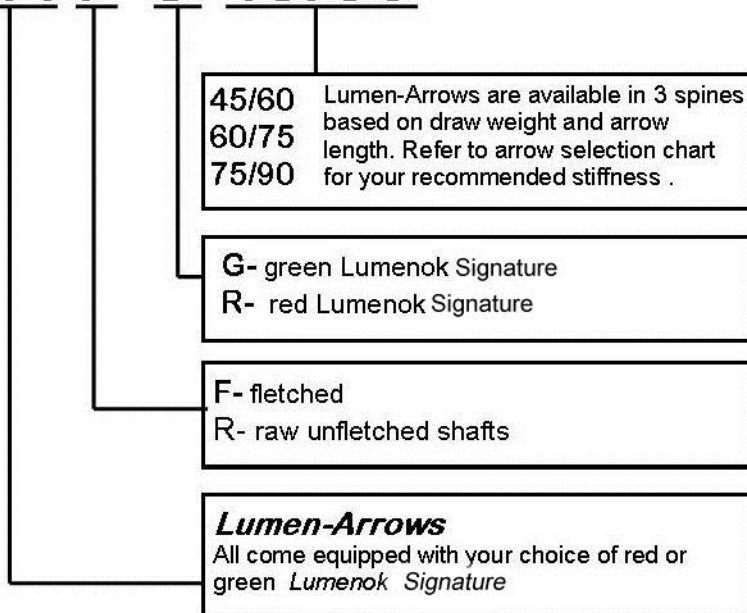 45/60 Lumen-Arrows are available in 3 spines
60/75 based on draw weight and arrow
length. Refer to arrow selection chart
75/90 for your recommended stiffness .
G- green Lumenok Signature
R- red Lumenok Signature
F- fletched
R- raw unfletched shafts
Lumen-Arrows
All come equipped with your choice of red or
green Lumenok Signature